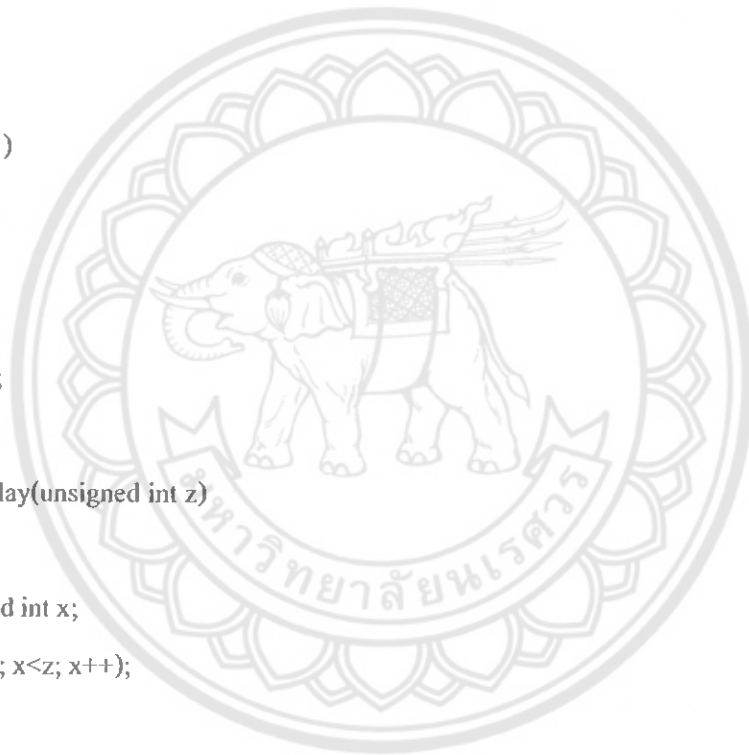 )
;
lay(unsigned int z)
d int x;
; x<z; x++);
มหาวิทยาลัยนเรศวร